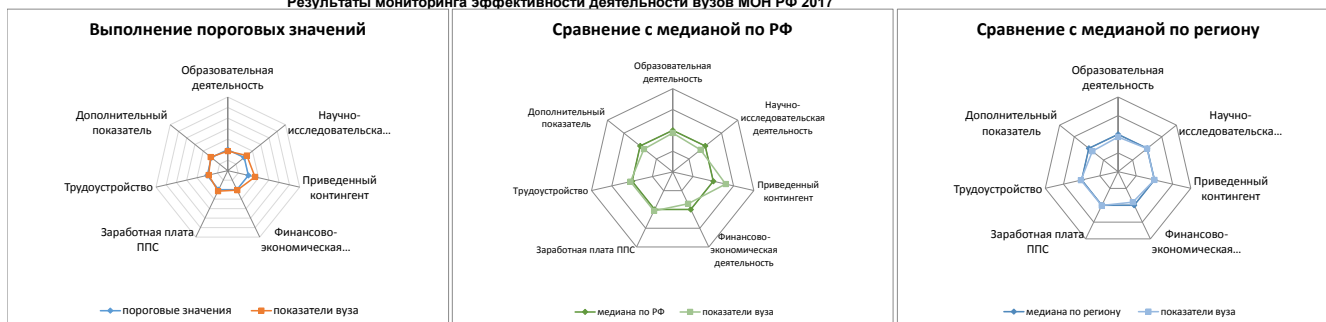 Результаты мониторинга эффективности деятельности вузов МОН РФ 2017
Выполнение пороговых значений
Образовательная
деятельность
Научно-
исследовательска...
Приведенный
контингент
Финансово-
экономическая...
Заработная плата
ППС
Трудоустройство
Дополнительный
показатель
пороговые значения
показатели вуза
Сравнение с медианой по РФ
Образовательная
деятельность
Научно-
исследовательская
деятельность
Приведенный
контингент
Финансово-
экономическая
деятельность
Заработная плата ППС
Трудоустройство
Дополнительный
показатель
медиана по РФ
показатели вуза
Сравнение с медианой по региону
Образовательная
деятельность
Научно-
исследовательска...
Приведенный
контингент
Финансово-
экономическая...
Заработная плата
ППС
Трудоустройство
Дополнительный
показатель
медиана по региону
показатели вуза